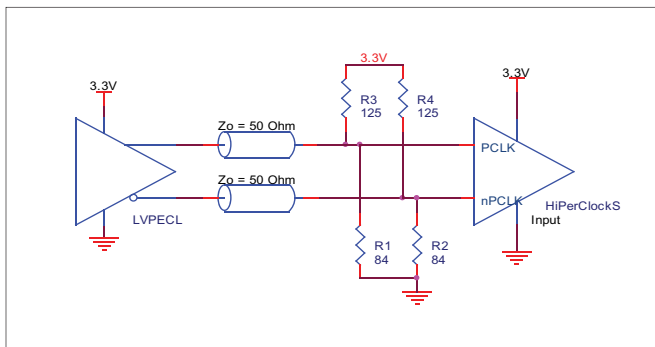 3.3V
3.3V
3.3V
R3
125
R4
125
Zo = 50 Ohm
PCLK
Zo = 50 Ohm
nPCLK
HiPerClockS
Input
LVPECL
R1
84
R2
84